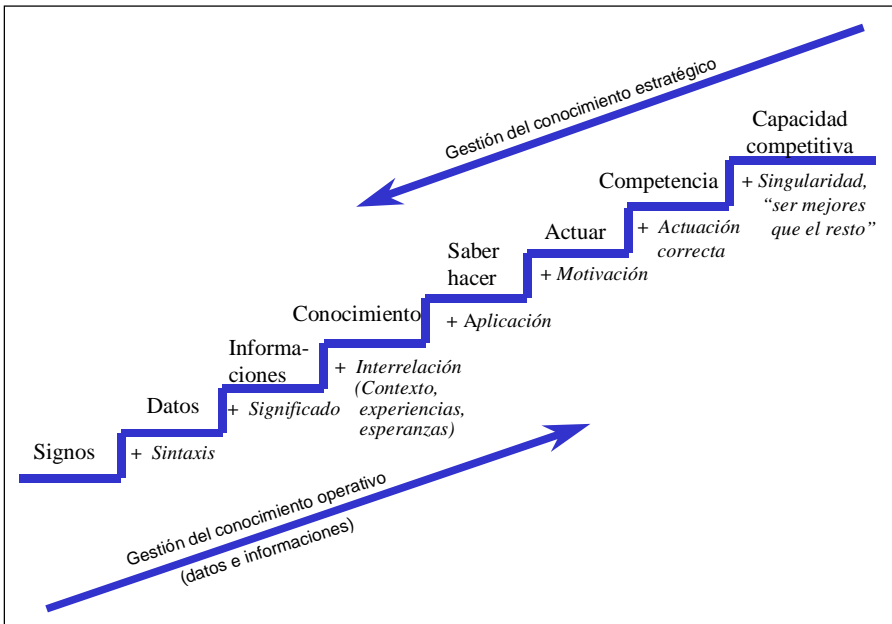 Gestión del conocimiento estratégico
Capacidad
competitiva
+ Singularidad,
“ser mejores
que el resto”
Competencia
+ Actuación
correcta
Actuar
+ Motivación
Saber
hacer
+ Aplicación
Conocimiento
+ Interrelación
(Contexto,
experiencias,
esperanzas)
Informa-
ciones
+ Significado
Datos
+ Sintaxis
Signos
Gestión del conocimiento operativo
(datos e informaciones)